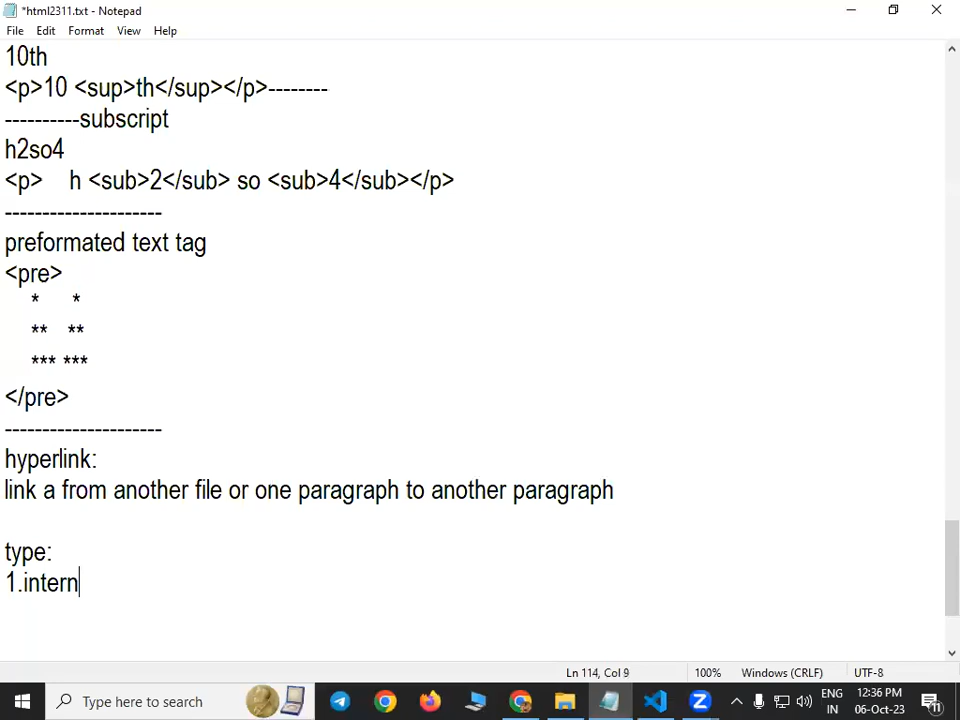 *html2311.txt - Notepad
File Edit Format View Help
10th
<p>10 <sup>th</sup></p>--------
----------subscript
h2so4
<p>    h <sub>2</sub> so <sub>4</sub></p>
---------------------
preformated text tag
<pre>
*     *
**   **
*** ***
</pre>
---------------------
hyperlink:
link a from another file or one paragraph to another paragraph
type:
1.intern
Ln 114, Col 9 100% Windows (CRLF) UTF-8
Type here to search
ENG 12:36 PM
IN 06-Oct-23
11